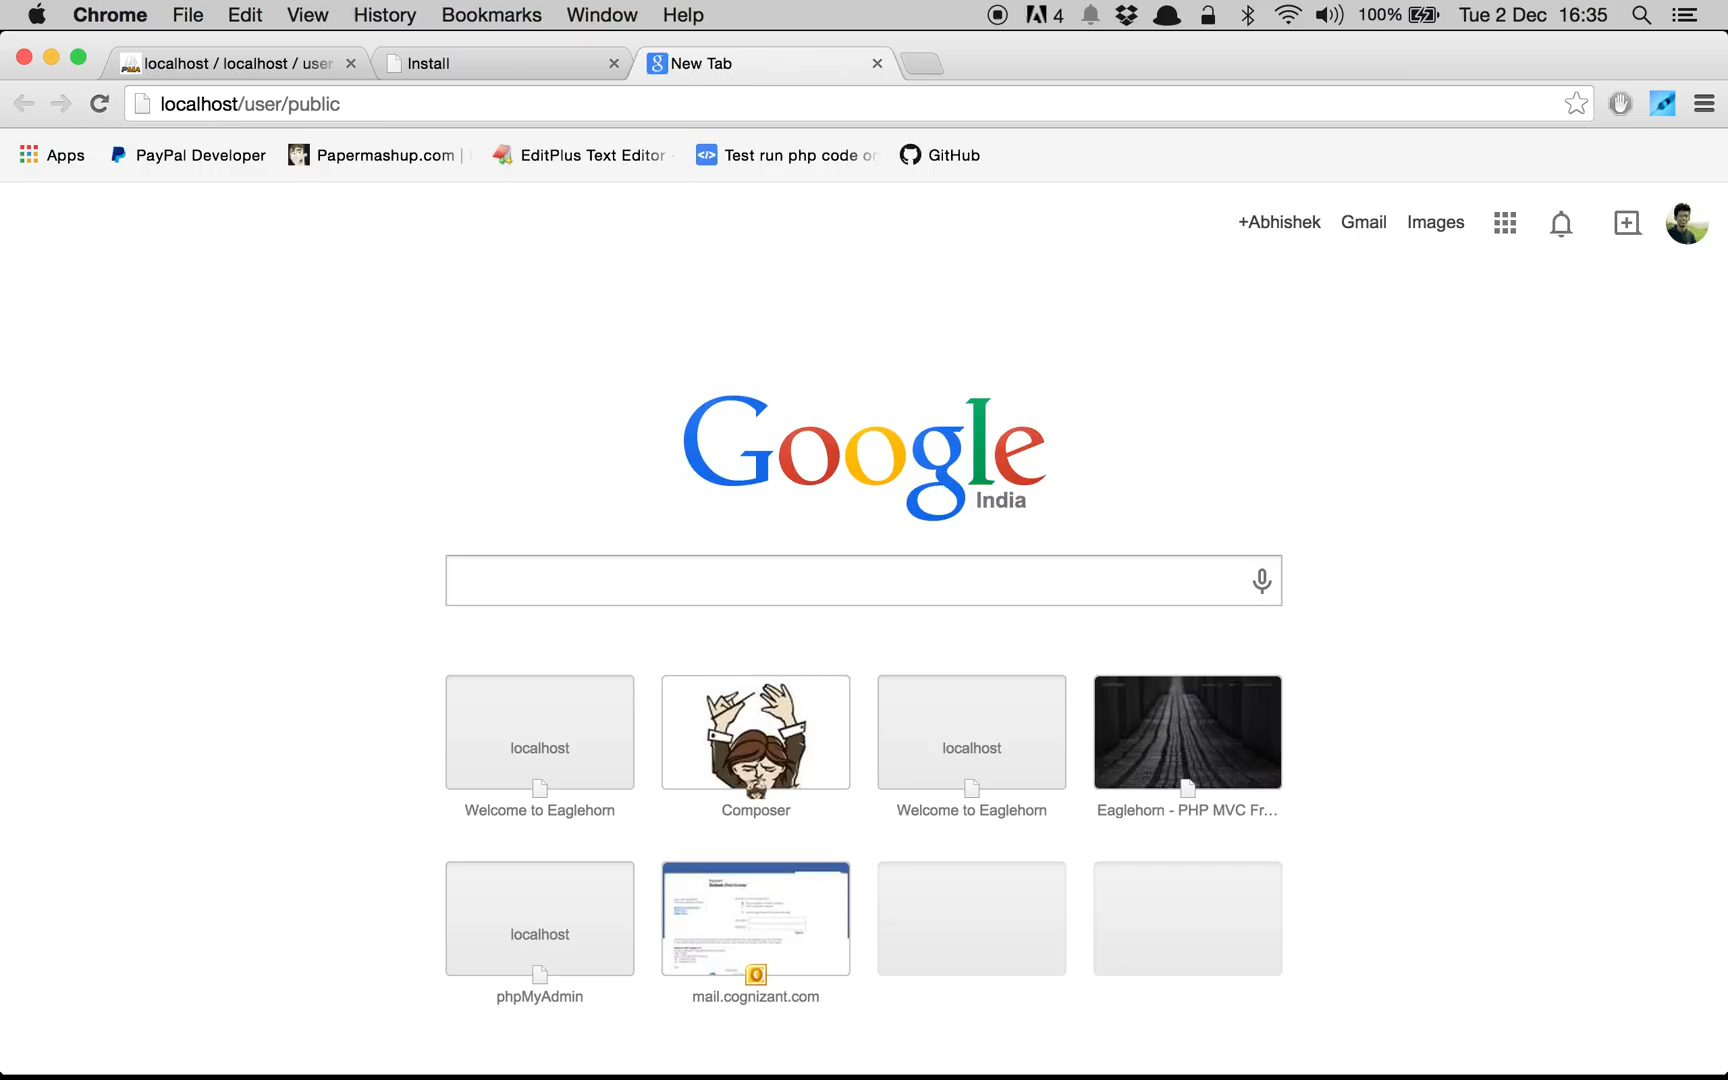 Chrome File Edit View History Bookmarks Window Help 4 100% Tue 2 Dec 16:35
localhost / localhost / user Install New Tab
localhost/user/public
Apps PayPal Developer Papermashup.com | EditPlus Text Editor Test run php code on GitHub
+Abhishek Gmail Images
Google
India
localhost localhost
Welcome to Eaglehorn Composer Welcome to Eaglehorn Eaglehorn - PHP MVC Fr...
localhost
phpMyAdmin mail.cognizant.com